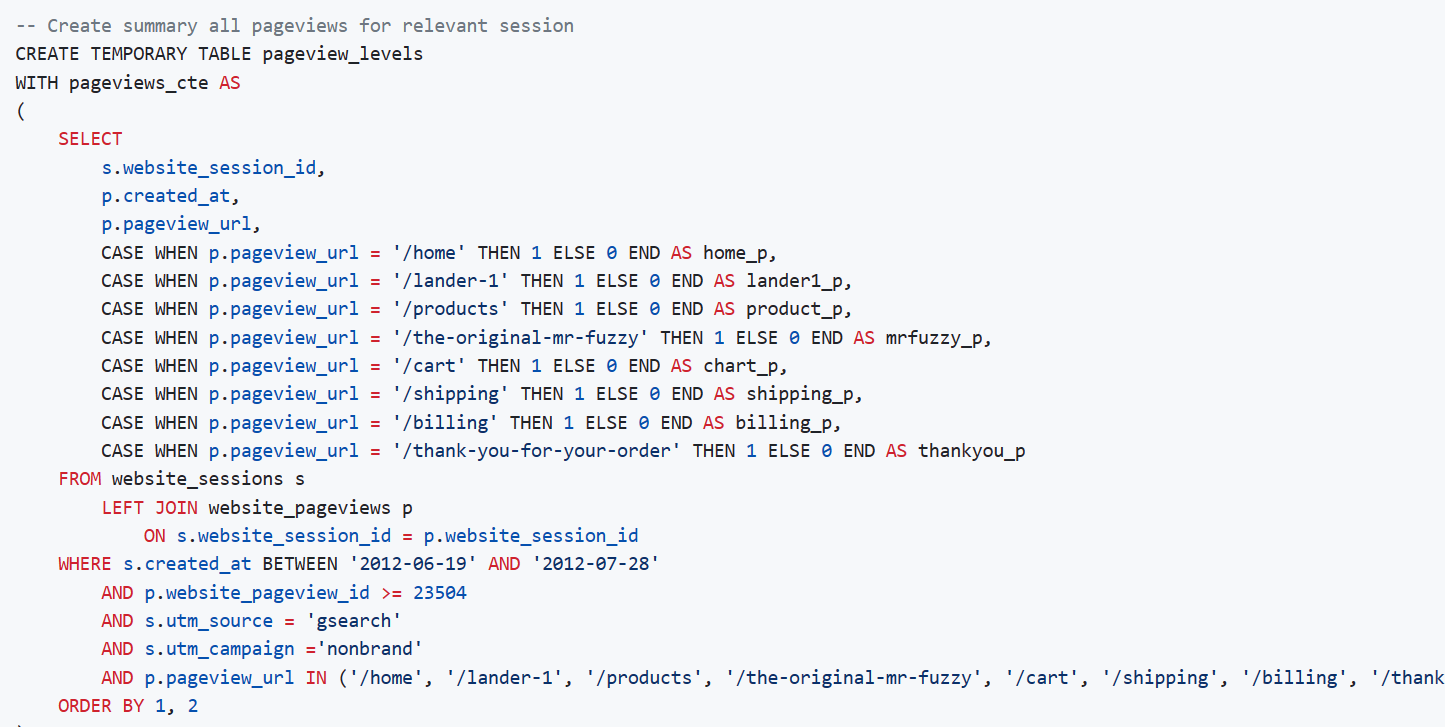 -- Create summary all pageviews for relevant session
CREATE TEMPORARY TABLE pageview_levels
WITH pageviews_cte AS
(
    SELECT
        s.website_session_id,
        p.created_at,
        p.pageview_url,
        CASE WHEN p.pageview_url = '/home' THEN 1 ELSE 0 END AS home_p,
        CASE WHEN p.pageview_url = '/lander-1' THEN 1 ELSE 0 END AS lander1_p,
        CASE WHEN p.pageview_url = '/products' THEN 1 ELSE 0 END AS product_p,
        CASE WHEN p.pageview_url = '/the-original-mr-fuzzy' THEN 1 ELSE 0 END AS mrfuzzy_p,
        CASE WHEN p.pageview_url = '/cart' THEN 1 ELSE 0 END AS chart_p,
        CASE WHEN p.pageview_url = '/shipping' THEN 1 ELSE 0 END AS shipping_p,
        CASE WHEN p.pageview_url = '/billing' THEN 1 ELSE 0 END AS billing_p,
        CASE WHEN p.pageview_url = '/thank-you-for-your-order' THEN 1 ELSE 0 END AS thankyou_p
    FROM website_sessions s
        LEFT JOIN website_pageviews p
            ON s.website_session_id = p.website_session_id
    WHERE s.created_at BETWEEN '2012-06-19' AND '2012-07-28'
        AND p.website_pageview_id >= 23504
        AND s.utm_source = 'gsearch'
        AND s.utm_campaign ='nonbrand'
        AND p.pageview_url IN ('/home', '/lander-1', '/products', '/the-original-mr-fuzzy', '/cart', '/shipping', '/billing', '/thank
    ORDER BY 1, 2